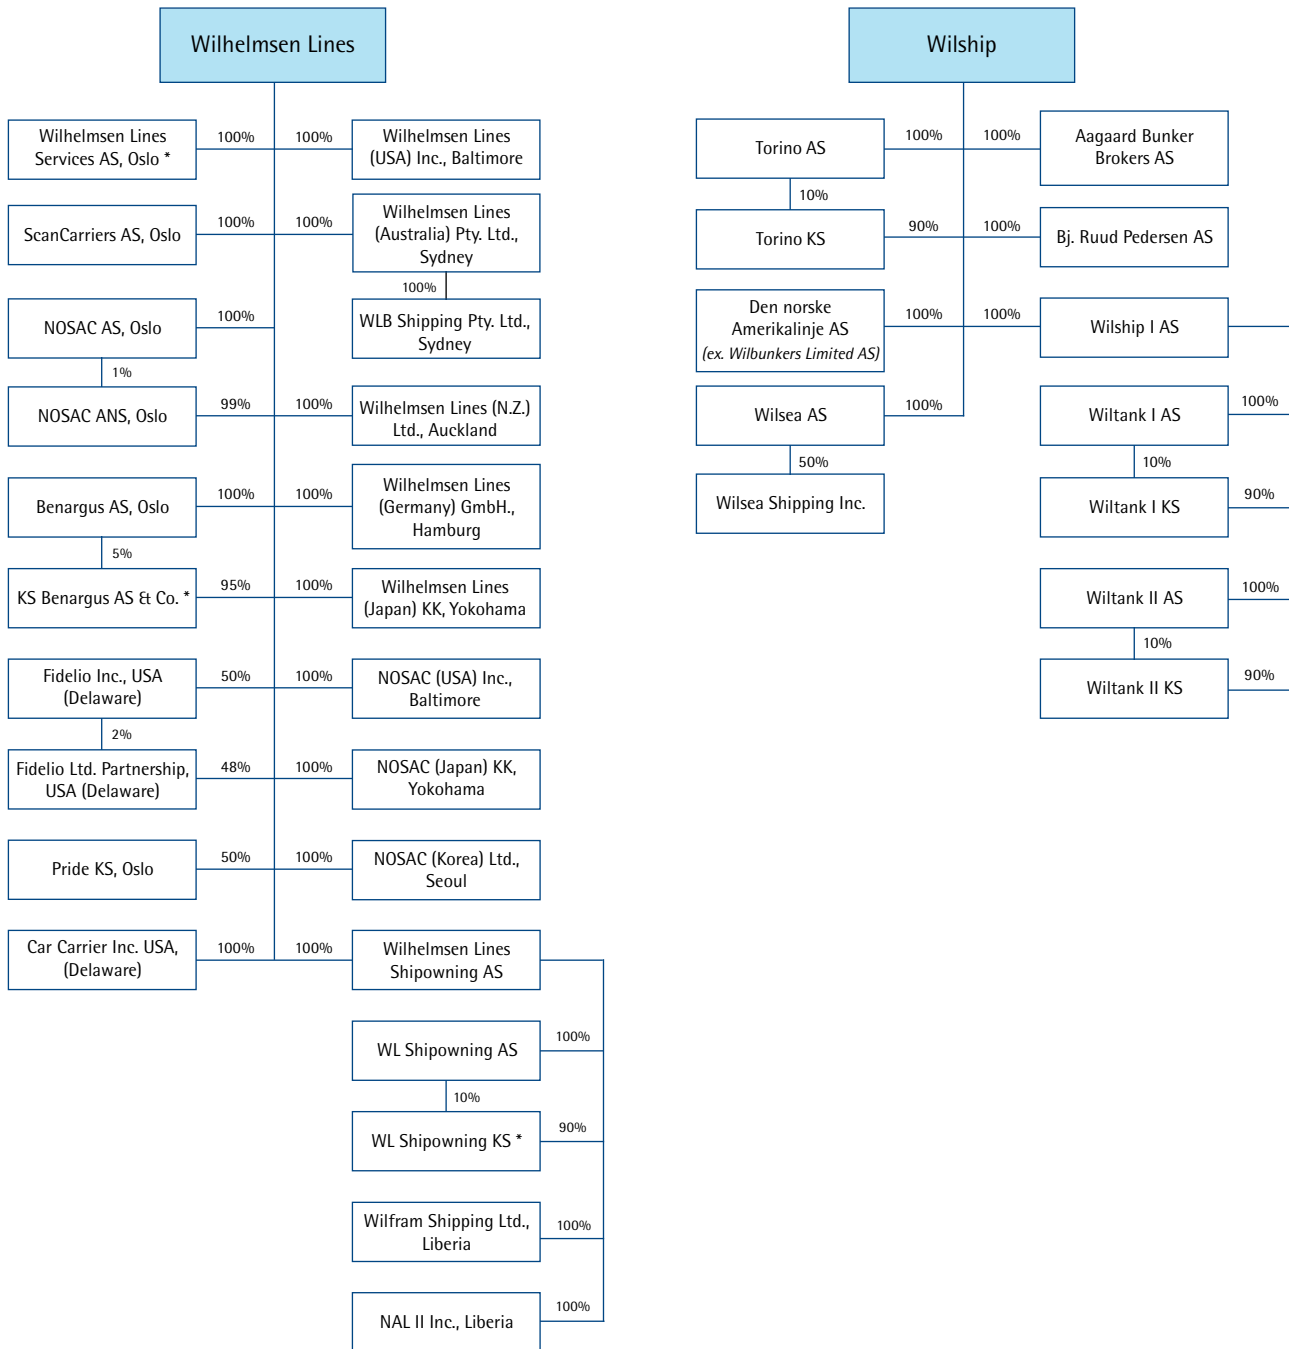 Wilhelmsen Lines
Wilhelmsen Lines
Services AS, Oslo *
100%
100%
Wilhelmsen Lines
(USA) Inc., Baltimore
ScanCarriers AS, Oslo
100%
100%
Wilhelmsen Lines
(Australia) Pty. Ltd.,
Sydney
100%
WLB Shipping Pty. Ltd.,
Sydney
NOSAC AS, Oslo
100%
1%
NOSAC ANS, Oslo
99%
100%
Wilhelmsen Lines (N.Z.)
Ltd., Auckland
Benargus AS, Oslo
100%
100%
Wilhelmsen Lines
(Germany) GmbH.,
Hamburg
5%
KS Benargus AS & Co. *
95%
100%
Wilhelmsen Lines
(Japan) KK, Yokohama
Fidelio Inc., USA
(Delaware)
50%
100%
NOSAC (USA) Inc.,
Baltimore
2%
Fidelio Ltd. Partnership,
USA (Delaware)
48%
100%
NOSAC (Japan) KK,
Yokohama
Pride KS, Oslo
50%
100%
NOSAC (Korea) Ltd.,
Seoul
Car Carrier Inc. USA,
(Delaware)
100%
100%
Wilhelmsen Lines
Shipowning AS
WL Shipowning AS
100%
10%
WL Shipowning KS *
90%
Wilfram Shipping Ltd.,
Liberia
100%
NAL II Inc., Liberia
100%
Wilship
Torino AS
100%
100%
Aagaard Bunker
Brokers AS
10%
Torino KS
90%
100%
Bj. Ruud Pedersen AS
Den norske
Amerikalinje AS
(ex. Wilbunkers Limited AS)
100%
100%
Wilship I AS
Wilsea AS
100%
50%
Wilsea Shipping Inc.
Wiltank I AS
100%
10%
Wiltank I KS
90%
Wiltank II AS
100%
10%
Wiltank II KS
90%